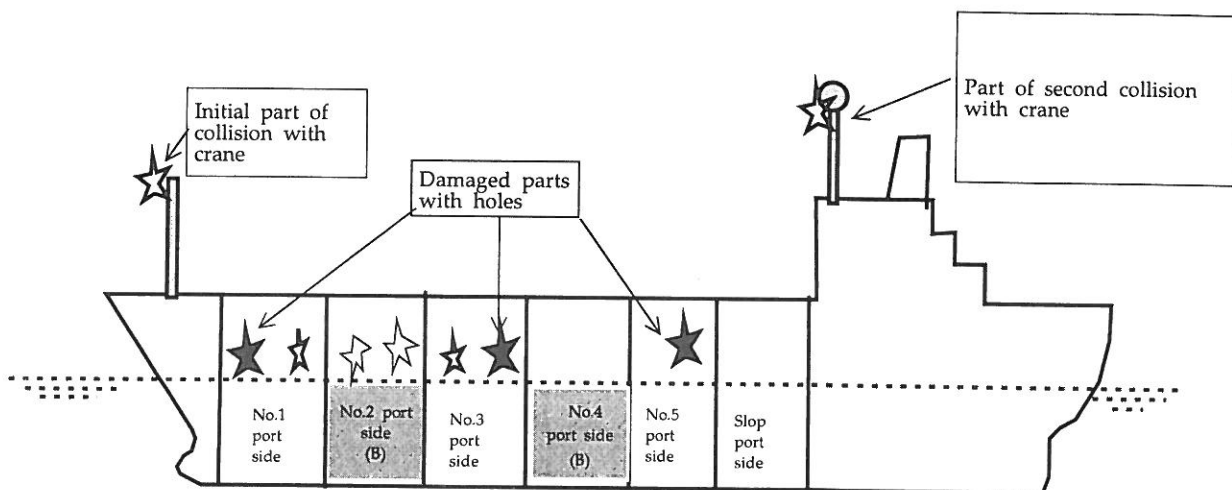 Initial part of
collision with
crane
Part of second collision
with crane
Damaged parts
with holes
No.1
port
side
No.2 port
side
(B)
No.3
port
side
No.4
port side
(B)
No.5
port
side
Slop
port
side